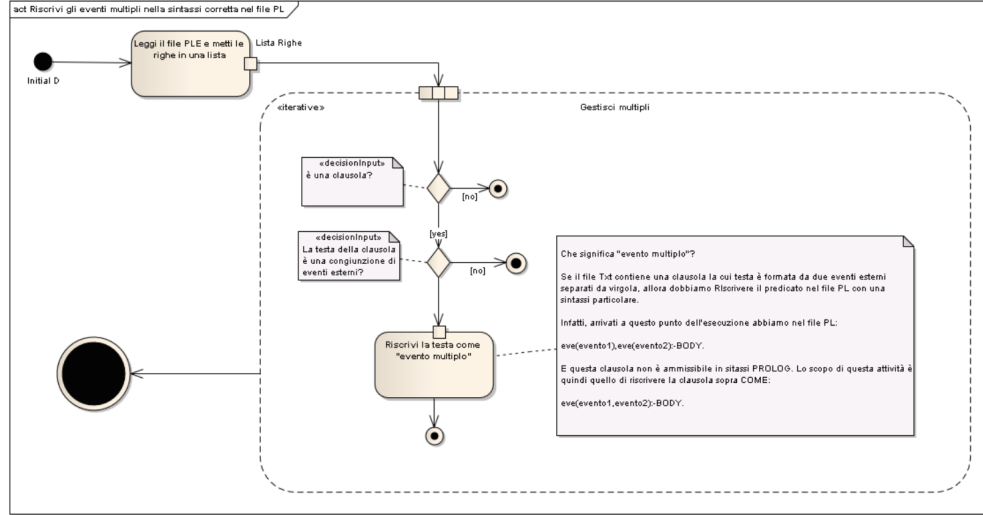 act Riscrivi gli eventi multipli nella sintassi corretta nel file PL
Leggi il file PLE e metti le
righe in una lista
Lista Righe
Initial D
«iterative»
Gestisci multipli
«decisionInput»
è una clausola?
[no]
[yes]
«decisionInput»
La testa della clausola
è una congiunzione di
eventi esterni?
[no]
Riscrivi la testa come
"evento multiplo"
Che significa "evento multiplo"?
Se il file Txt contiene una clausola la cui testa è formata da due eventi esterni
separati da virgola, allora dobbiamo RIscrivere il predicato nel file PL con una
sintassi particolare.
Infatti, arrivati a questo punto dell'esecuzione abbiamo nel file PL:
eve(evento1),eve(evento2):-BODY.
E questa clausola non è ammissibile in sitassi PROLOG. Lo scopo di questa attività è
quindi quello di riscrivere la clausola sopra COME:
eve(evento1,evento2):-BODY.